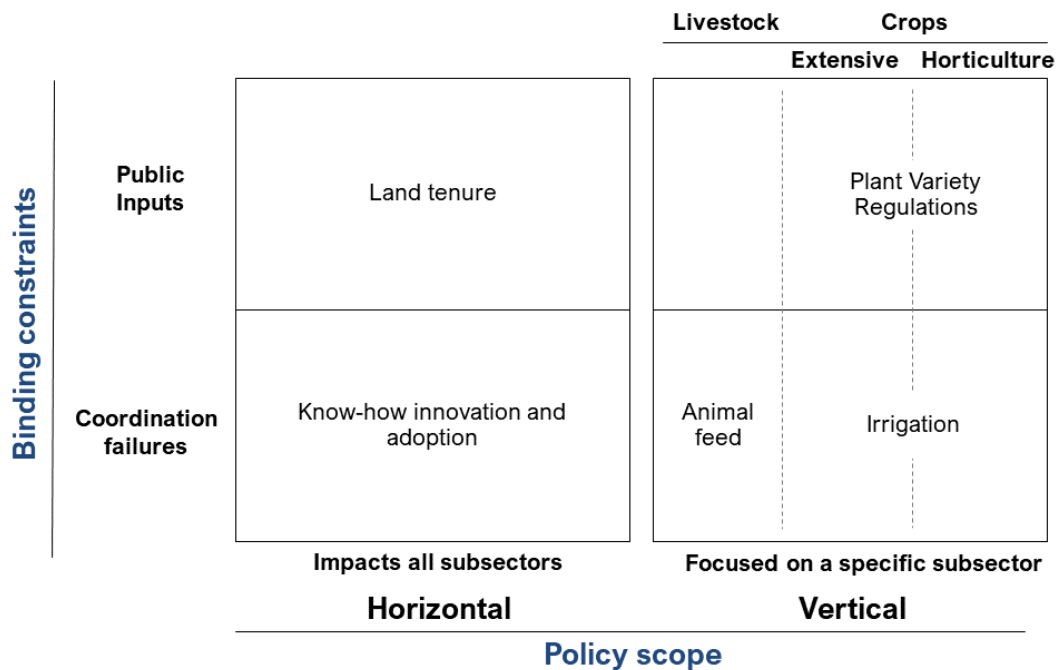 Livestock
Crops
Extensive
Horticulture
Binding constraints
Public
Inputs
Land tenure
Plant Variety
Regulations
Coordination
failures
Know-how innovation and
adoption
Animal
feed
Irrigation
Impacts all subsectors
Focused on a specific subsector
Horizontal
Vertical
Policy scope